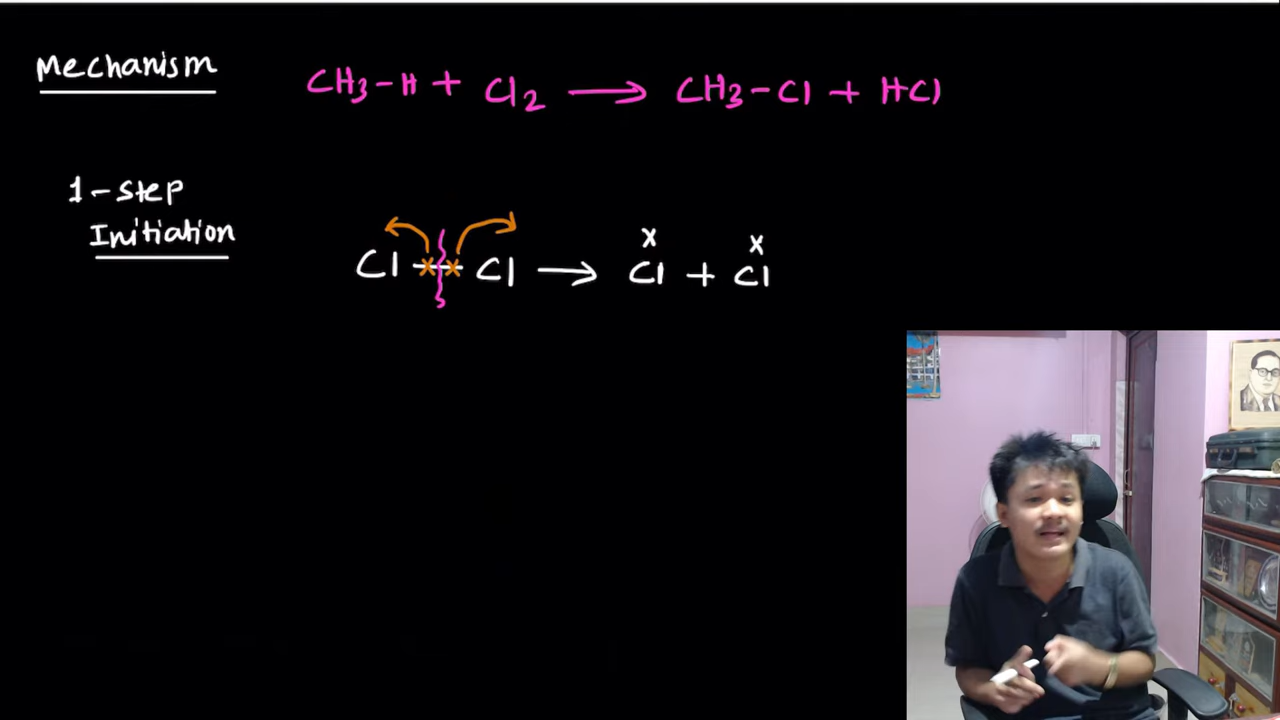 Mechanism
CH3-H + Cl2 → CH3-Cl + HCl
1-step
Initiation
Cl ×× Cl → Cl + Cl
x x